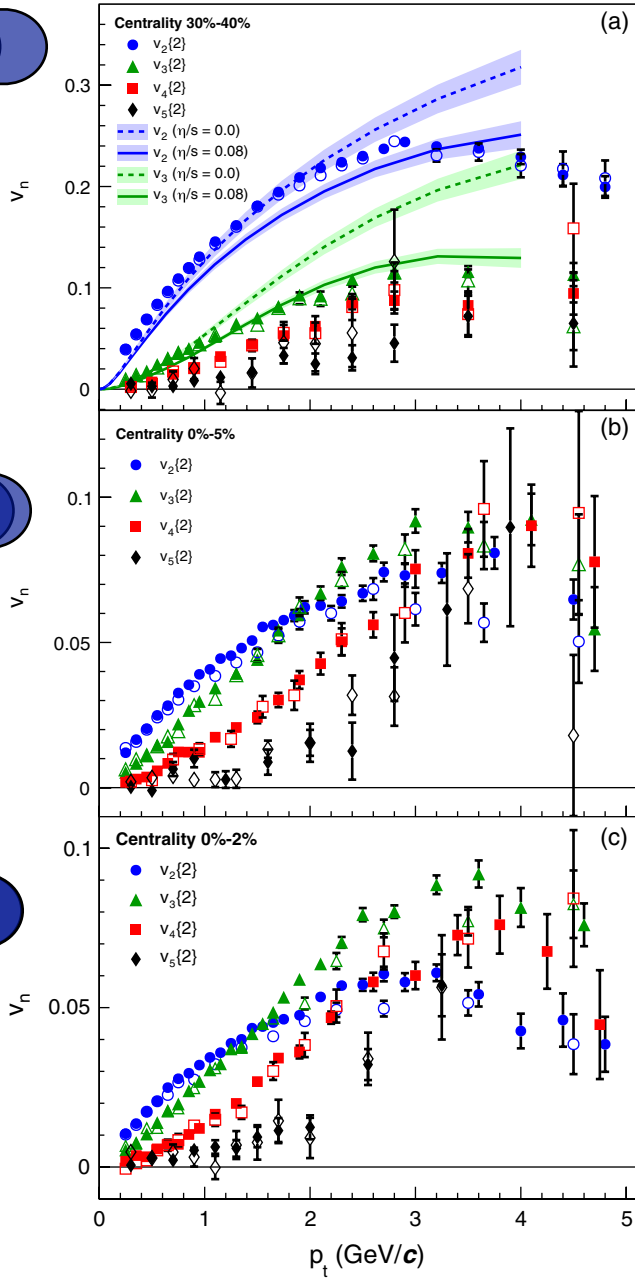 (a)
Centrality 30%-40%
v₂{2}
v₃{2}
v₄{2}
v₅{2}
v₂ (η/s = 0.0)
v₂ (η/s = 0.08)
v₃ (η/s = 0.0)
v₃ (η/s = 0.08)
0.3
0.2
0.1
0
vₙ
(b)
Centrality 0%-5%
v₂{2}
v₃{2}
v₄{2}
v₅{2}
0.1
0.05
0
vₙ
(c)
Centrality 0%-2%
v₂{2}
v₃{2}
v₄{2}
v₅{2}
0.1
0.05
0
vₙ
0 1 2 3 4 5
pₜ (GeV/c)